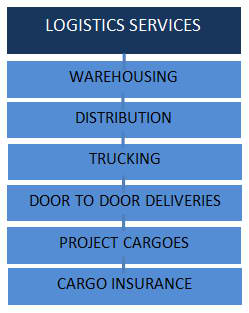 LOGISTICS SERVICES
WAREHOUSING
DISTRIBUTION
TRUCKING
DOOR TO DOOR DELIVERIES
PROJECT CARGOES
CARGO INSURANCE